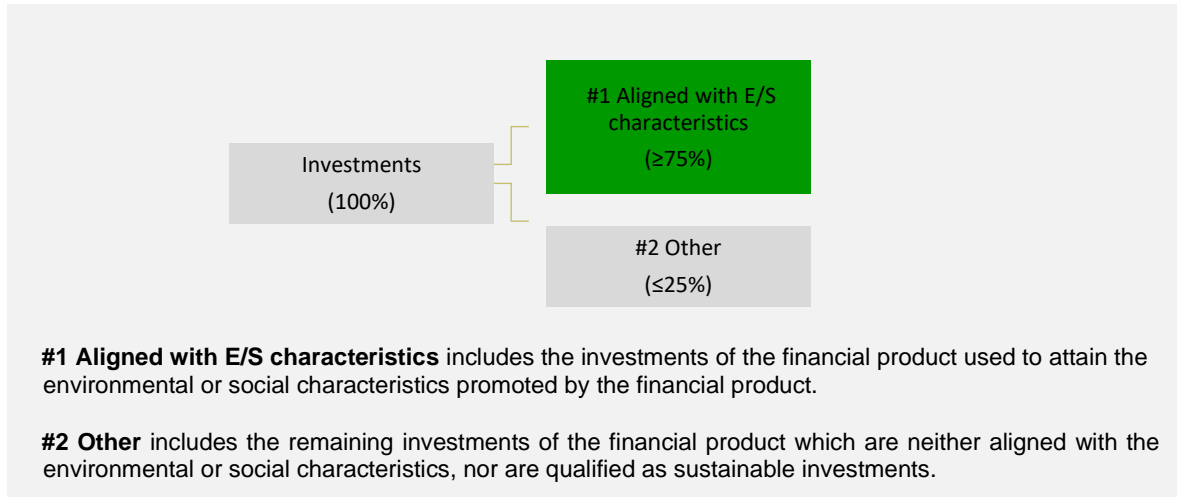 #1 Aligned with E/S
characteristics
(≥75%)
Investments
(100%)
#2 Other
(≤25%)
#1 Aligned with E/S characteristics includes the investments of the financial product used to attain the
environmental or social characteristics promoted by the financial product.
#2 Other includes the remaining investments of the financial product which are neither aligned with the
environmental or social characteristics, nor are qualified as sustainable investments.